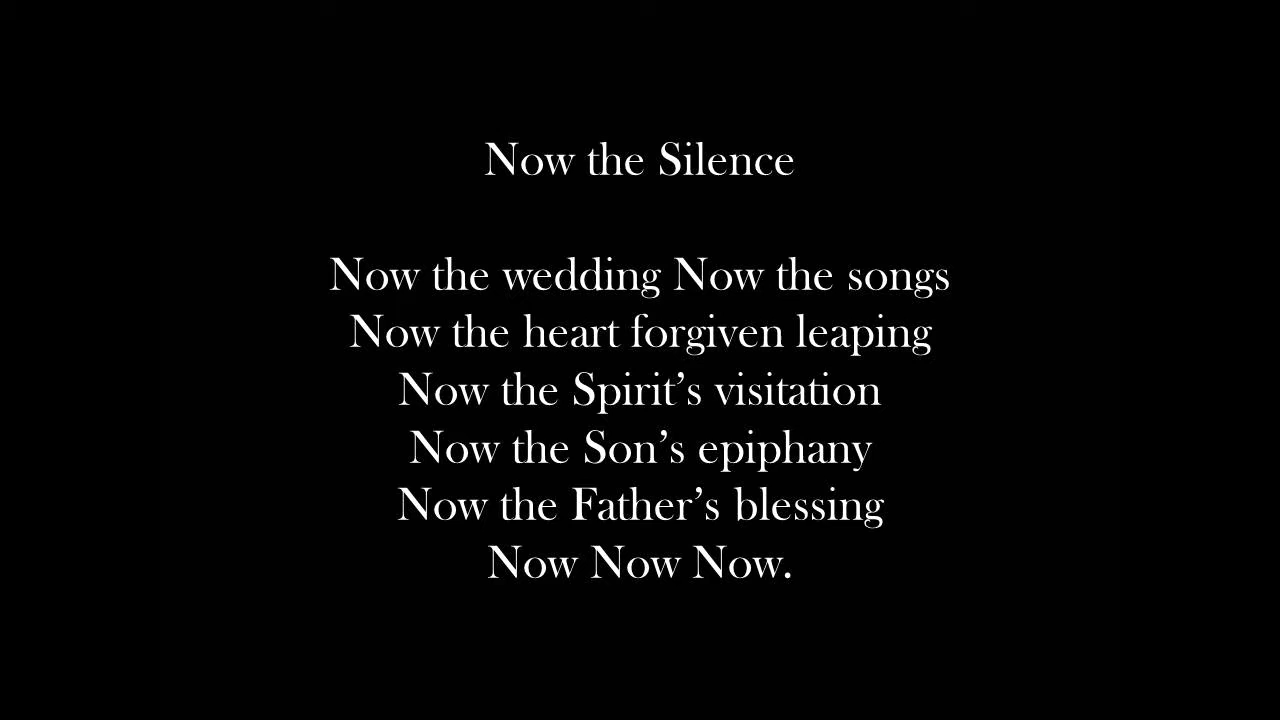 Now the Silence
Now the wedding Now the songs
Now the heart forgiven leaping
Now the Spirit’s visitation
Now the Son’s epiphany
Now the Father’s blessing
Now Now Now.